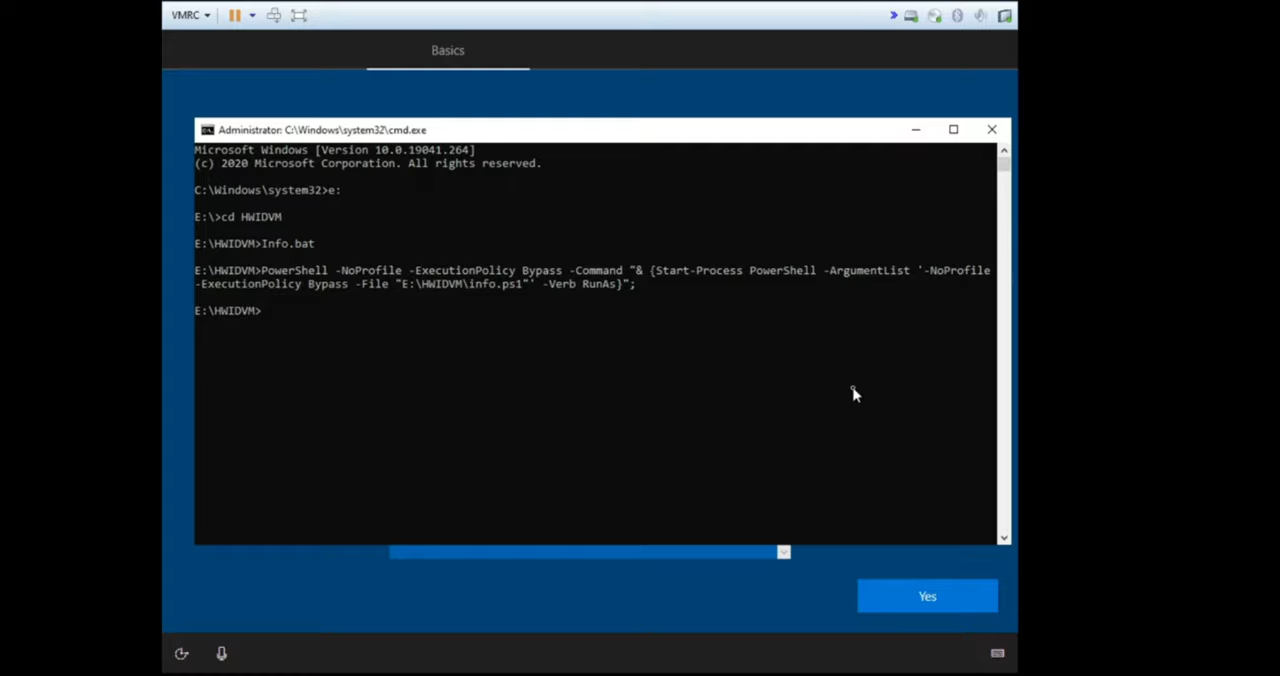 VMRC
Basics
Administrator: C:\Windows\system32\cmd.exe
Microsoft Windows [Version 10.0.19041.264]
(c) 2020 Microsoft Corporation. All rights reserved.
C:\Windows\system32>e:
E:\>cd HWIDVM
E:\HWIDVM>Info.bat
E:\HWIDVM>PowerShell -NoProfile -ExecutionPolicy Bypass -Command "& {Start-Process PowerShell -ArgumentList '-NoProfile
-ExecutionPolicy Bypass -File "E:\HWIDVM\info.ps1"' -Verb RunAs}";
E:\HWIDVM>
Yes